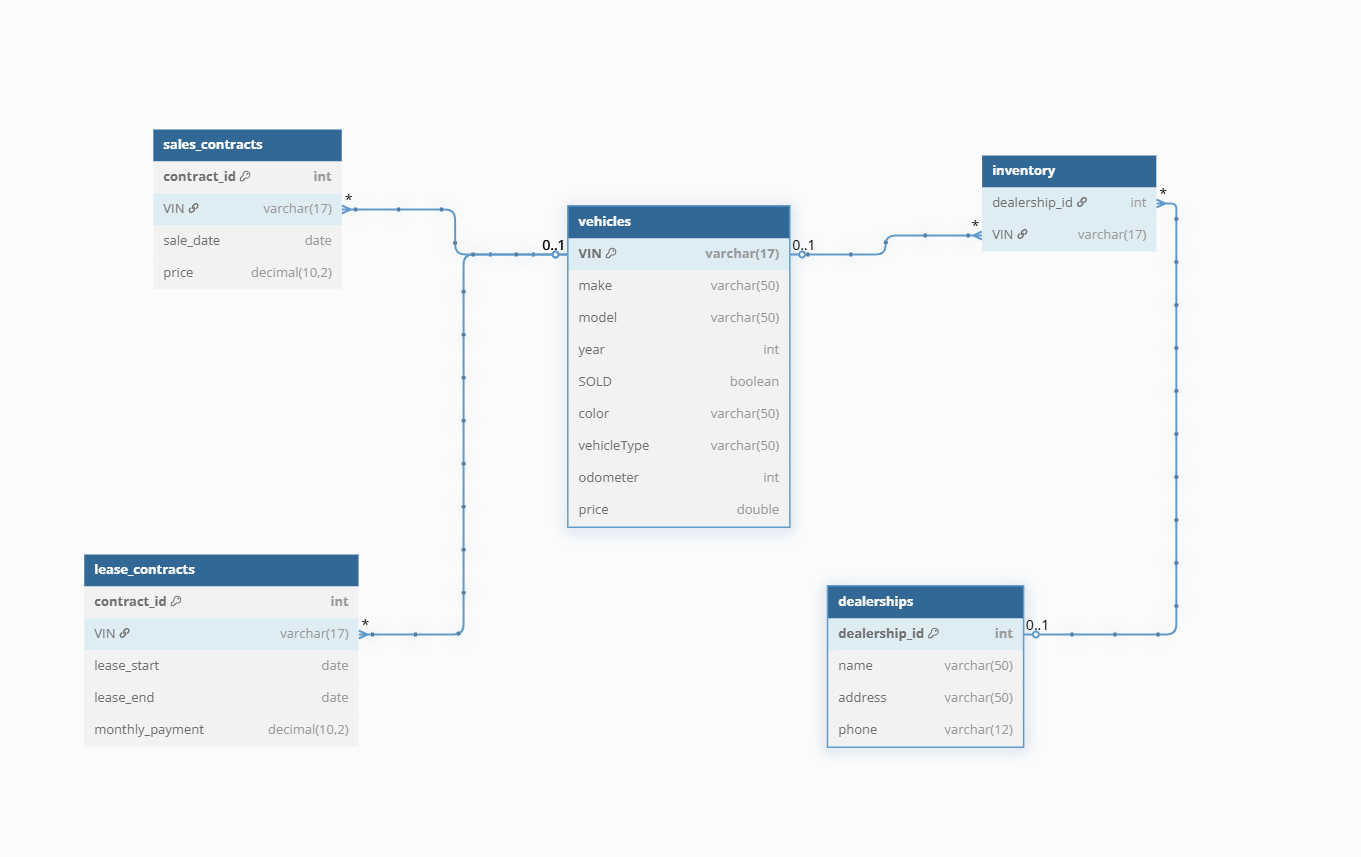 sales_contracts
contract_id int
VIN varchar(17)
sale_date date
price decimal(10,2)
*
0..1
vehicles
VIN varchar(17)
make varchar(50)
model varchar(50)
year int
SOLD boolean
color varchar(50)
vehicleType varchar(50)
odometer int
price double
0..1
*
inventory
dealership_id int
VIN varchar(17)
*
lease_contracts
contract_id int
VIN varchar(17)
lease_start date
lease_end date
monthly_payment decimal(10,2)
*
dealerships
dealership_id int
name varchar(50)
address varchar(50)
phone varchar(12)
0..1